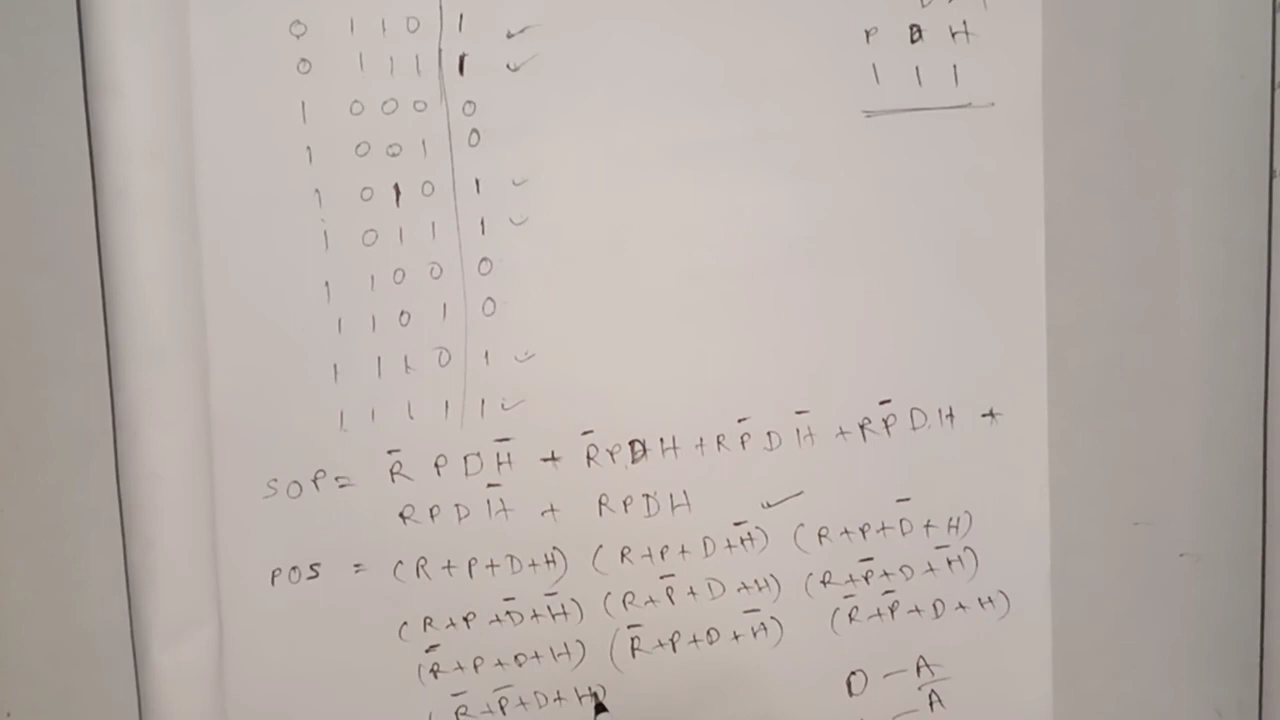 0 1 1 0 1 ✓
P D H
0 1 1 1 1 ✓
1 1 1
1 0 0 0 0
1 0 0 1 0
1 0 1 0 1 ✓
1 0 1 1 1 ✓
1 1 0 0 0
1 1 0 1 0
1 1 1 0 1 ✓
1 1 1 1 1 ✓
SOP = R̄ P D H̄ + R̄ P D H + R P̄ D H̄ + R P̄ D.H +
R P D H̄ + R P D H ✓
POS = (R+P+D+H) (R+P+D+H̄) (R+P+D̄+H)
(R+P+D̄+H̄) (R+P̄+D+H) (R+P̄+D+H̄)
(R̄+P+D+H) (R̄+P+D+H̄) (R̄+P̄+D+H)
(R̄+P̄+D+H)
0 – A
– Ā